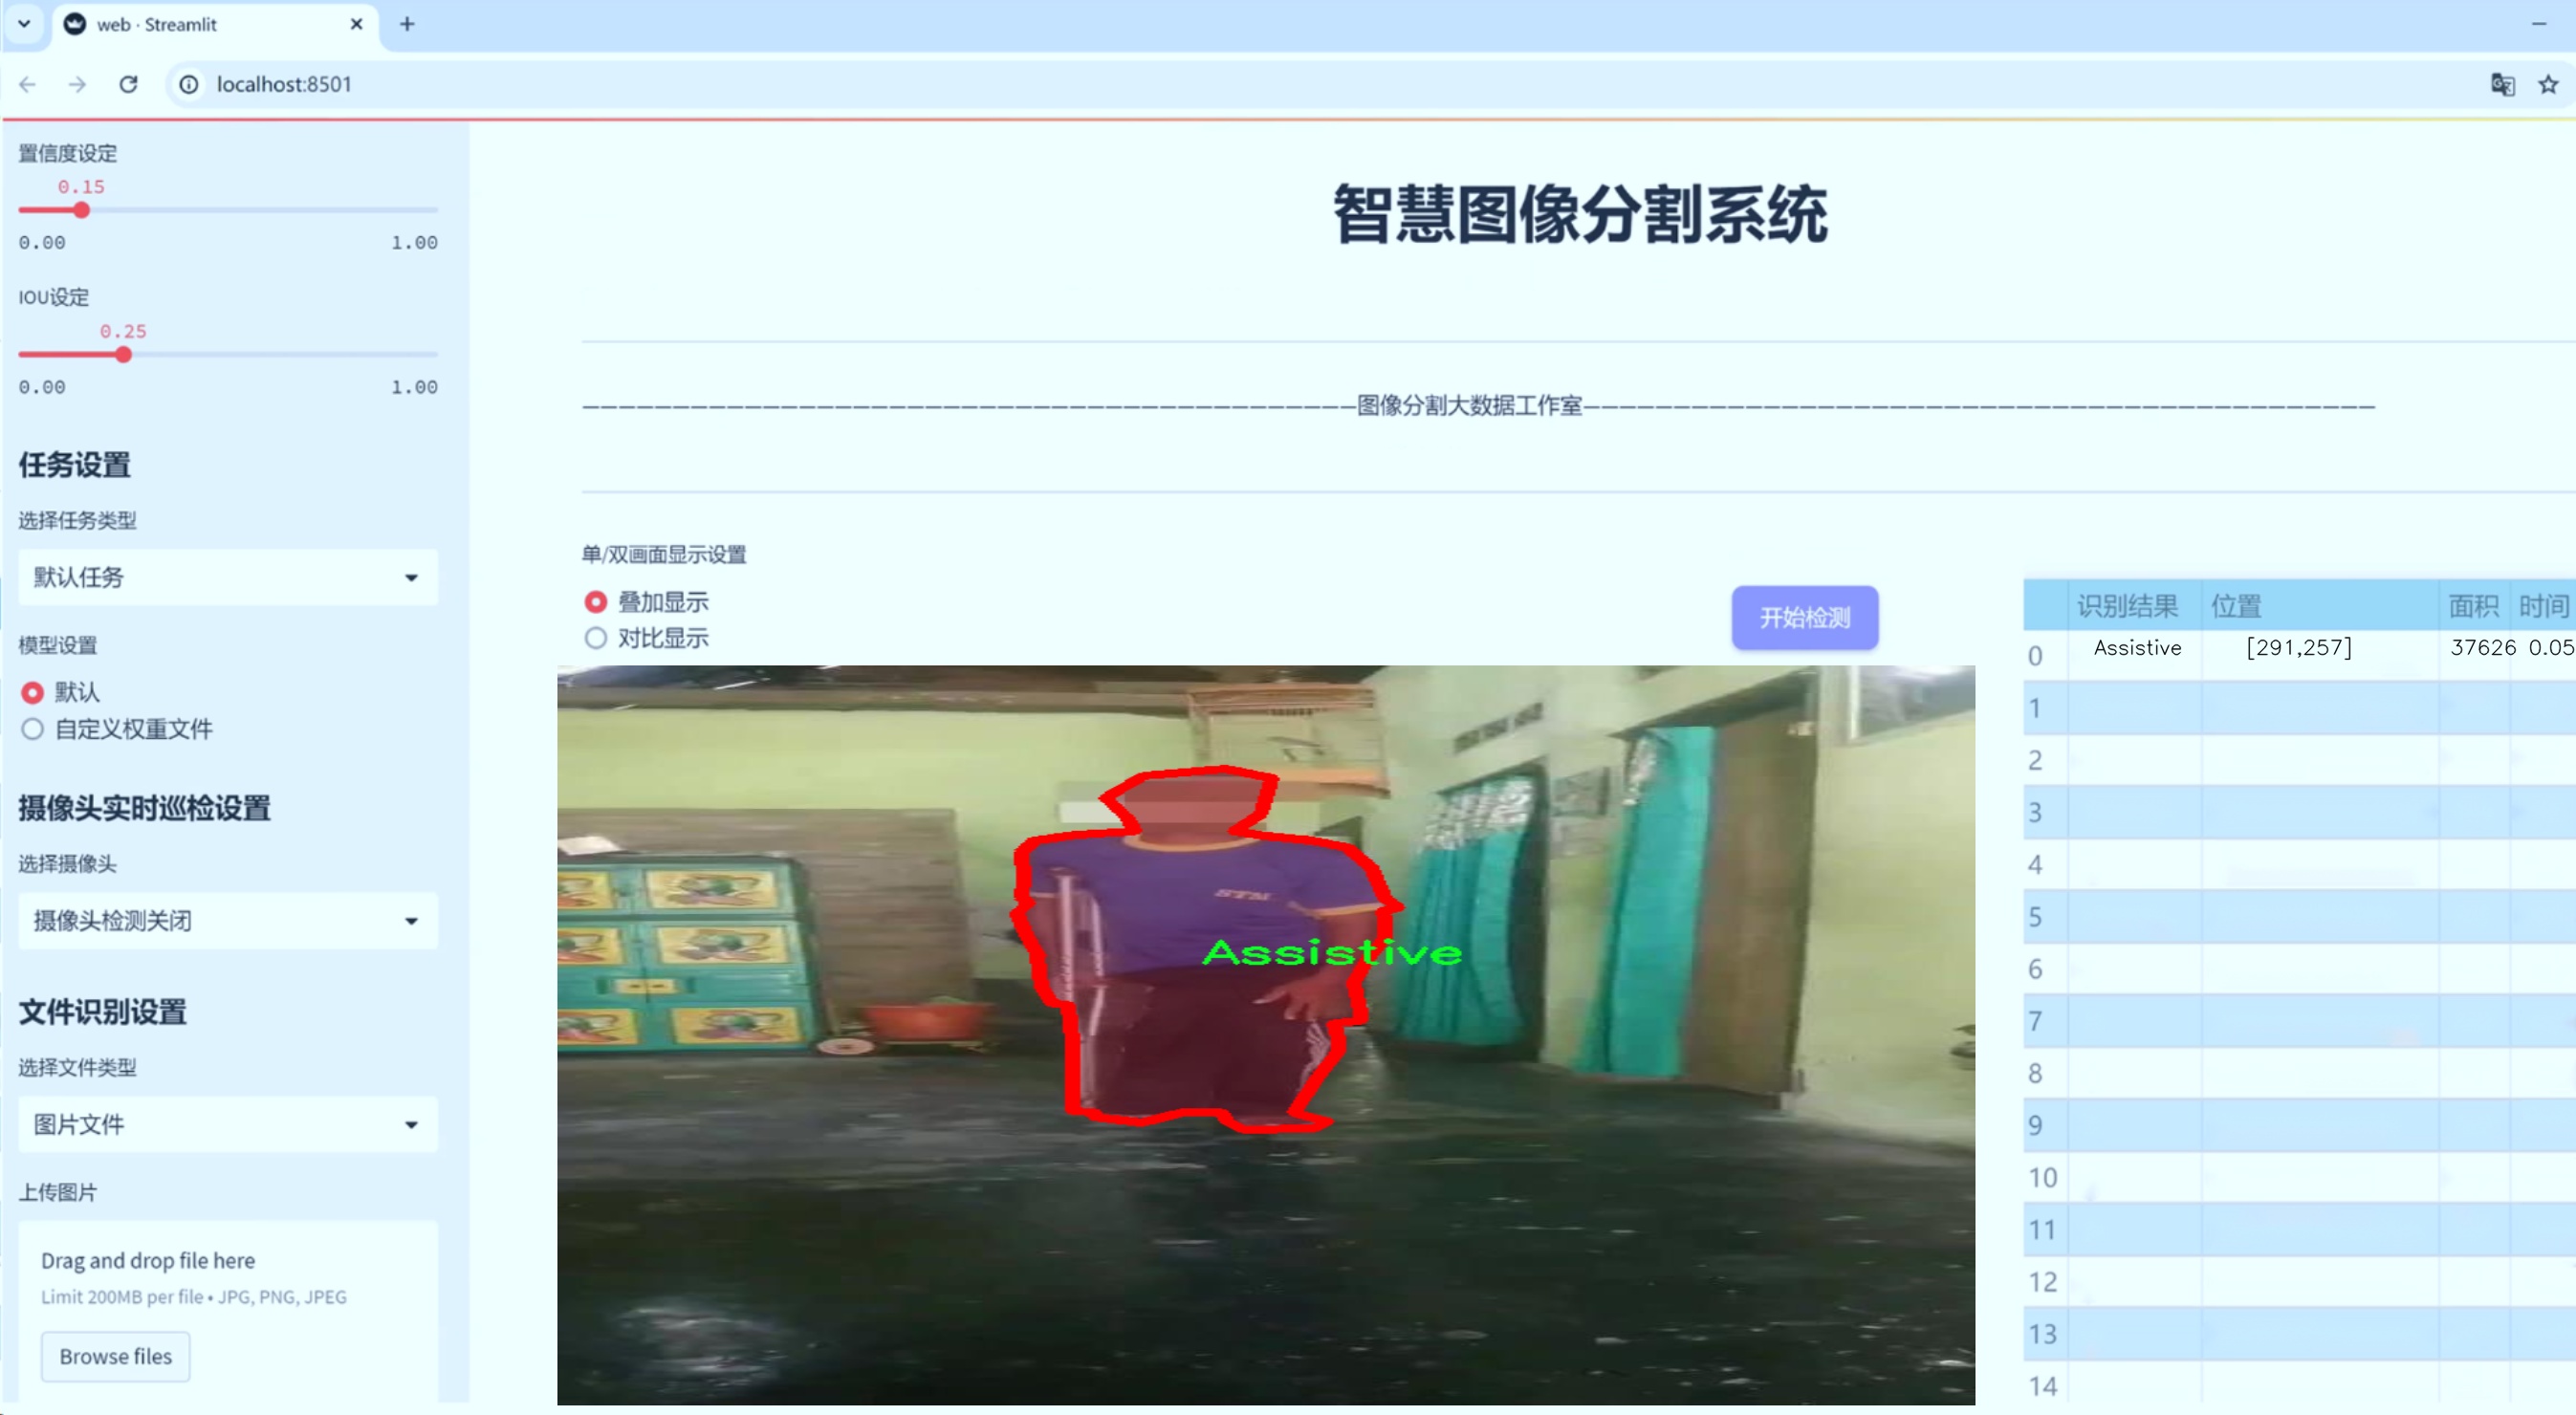 web · Streamlit
localhost:8501
置信度设定
0.15
0.00 1.00
IOU设定
0.25
0.00 1.00
任务设置
选择任务类型
默认任务
模型设置
默认
自定义权重文件
摄像头实时巡检设置
选择摄像头
摄像头检测关闭
文件识别设置
选择文件类型
图片文件
上传图片
Drag and drop file here
Limit 200MB per file • JPG, PNG, JPEG
Browse files
智慧图像分割系统
———————————————————————————————————————————图像分割大数据工作室————————————————————————————————————————————
单/双画面显示设置
叠加显示
对比显示
开始检测
STM
Assistive
识别结果 位置 面积 时间
0 Assistive [291,257] 37626 0.05
1
2
3
4
5
6
7
8
9
10
11
12
13
14